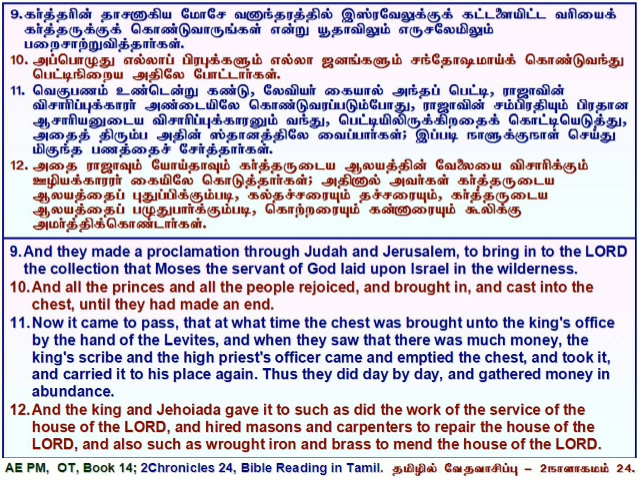 9. கர்த்தரின் தாசனாகிய மோசே வனாந்தரத்தில் இஸ்ரவேலுக்குக் கட்டளையிட்ட வரியைக்
கர்த்தருக்குக் கொண்டுவாருங்கள் என்று யூதாவிலும் எருசலேமிலும்
பறைசாற்றுவித்தார்கள்.
10. அப்பொழுது எல்லாப் பிரபுக்களும் எல்லா ஜனங்களும் சந்தோஷமாய்க் கொண்டுவந்து
பெட்டிநிறைய அதிலே போட்டார்கள்.
11. வெகுபணம் உண்டென்று கண்டு, லேவியர் கையால் அந்தப் பெட்டி, ராஜாவின்
விசாரிப்புக்காரர் அண்டையிலே கொண்டுவரப்படும்போது, ராஜாவின் சம்பிரதியும் பிரதான
ஆசாரியனுடைய விசாரிப்புக்காரனும் வந்து, பெட்டியிலிருக்கிறதைக் கொட்டியெடுத்து,
அதைத் திரும்ப அதின் ஸ்தானத்திலே வைப்பார்கள்; இப்படி நாளுக்குநாள் செய்து
மிகுந்த பணத்தைச் சேர்த்தார்கள்.
12. அதை ராஜாவும் யோய்தாவும் கர்த்தருடைய ஆலயத்தின் வேலையை விசாரிக்கும்
ஊழியக்காரர் கையிலே கொடுத்தார்கள்; அதினால் அவர்கள் கர்த்தருடைய
ஆலயத்தைப் புதுப்பிக்கும்படி, கல்தச்சரையும் தச்சரையும், கர்த்தருடைய
ஆலயத்தைப் பழுதுபார்க்கும்படி, கொற்றரையும் கன்னாரையும் கூலிக்கு
அமர்த்திக்கொண்டார்கள்.
9. And they made a proclamation through Judah and Jerusalem, to bring in to the LORD
the collection that Moses the servant of God laid upon Israel in the wilderness.
10. And all the princes and all the people rejoiced, and brought in, and cast into the
chest, until they had made an end.
11. Now it came to pass, that at what time the chest was brought unto the king's office
by the hand of the Levites, and when they saw that there was much money, the
king's scribe and the high priest's officer came and emptied the chest, and took it,
and carried it to his place again. Thus they did day by day, and gathered money in
abundance.
12. And the king and Jehoiada gave it to such as did the work of the service of the
house of the LORD, and hired masons and carpenters to repair the house of the
LORD, and also such as wrought iron and brass to mend the house of the LORD.
AE PM, OT, Book 14; 2Chronicles 24, Bible Reading in Tamil. தமிழில் வேதவாசிப்பு – 2நாளாகமம் 24.